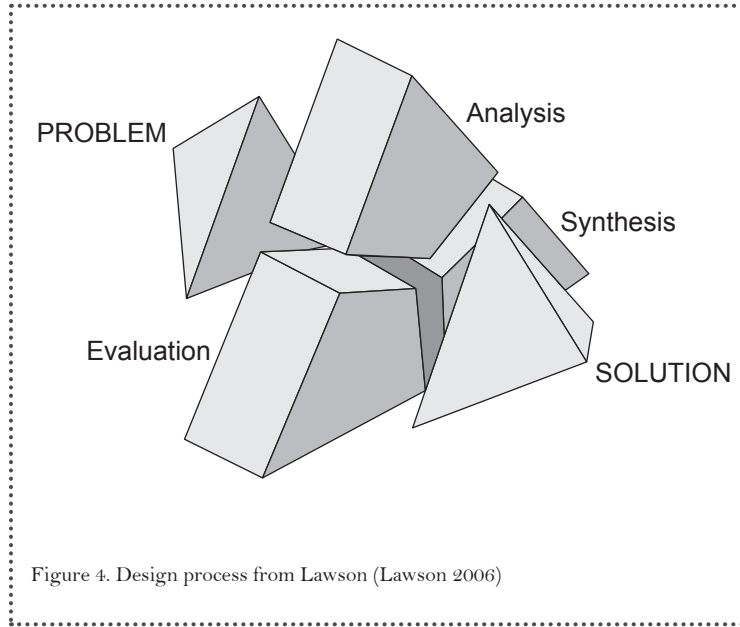 PROBLEM
Analysis
Synthesis
Evaluation
SOLUTION
Figure 4. Design process from Lawson (Lawson 2006)